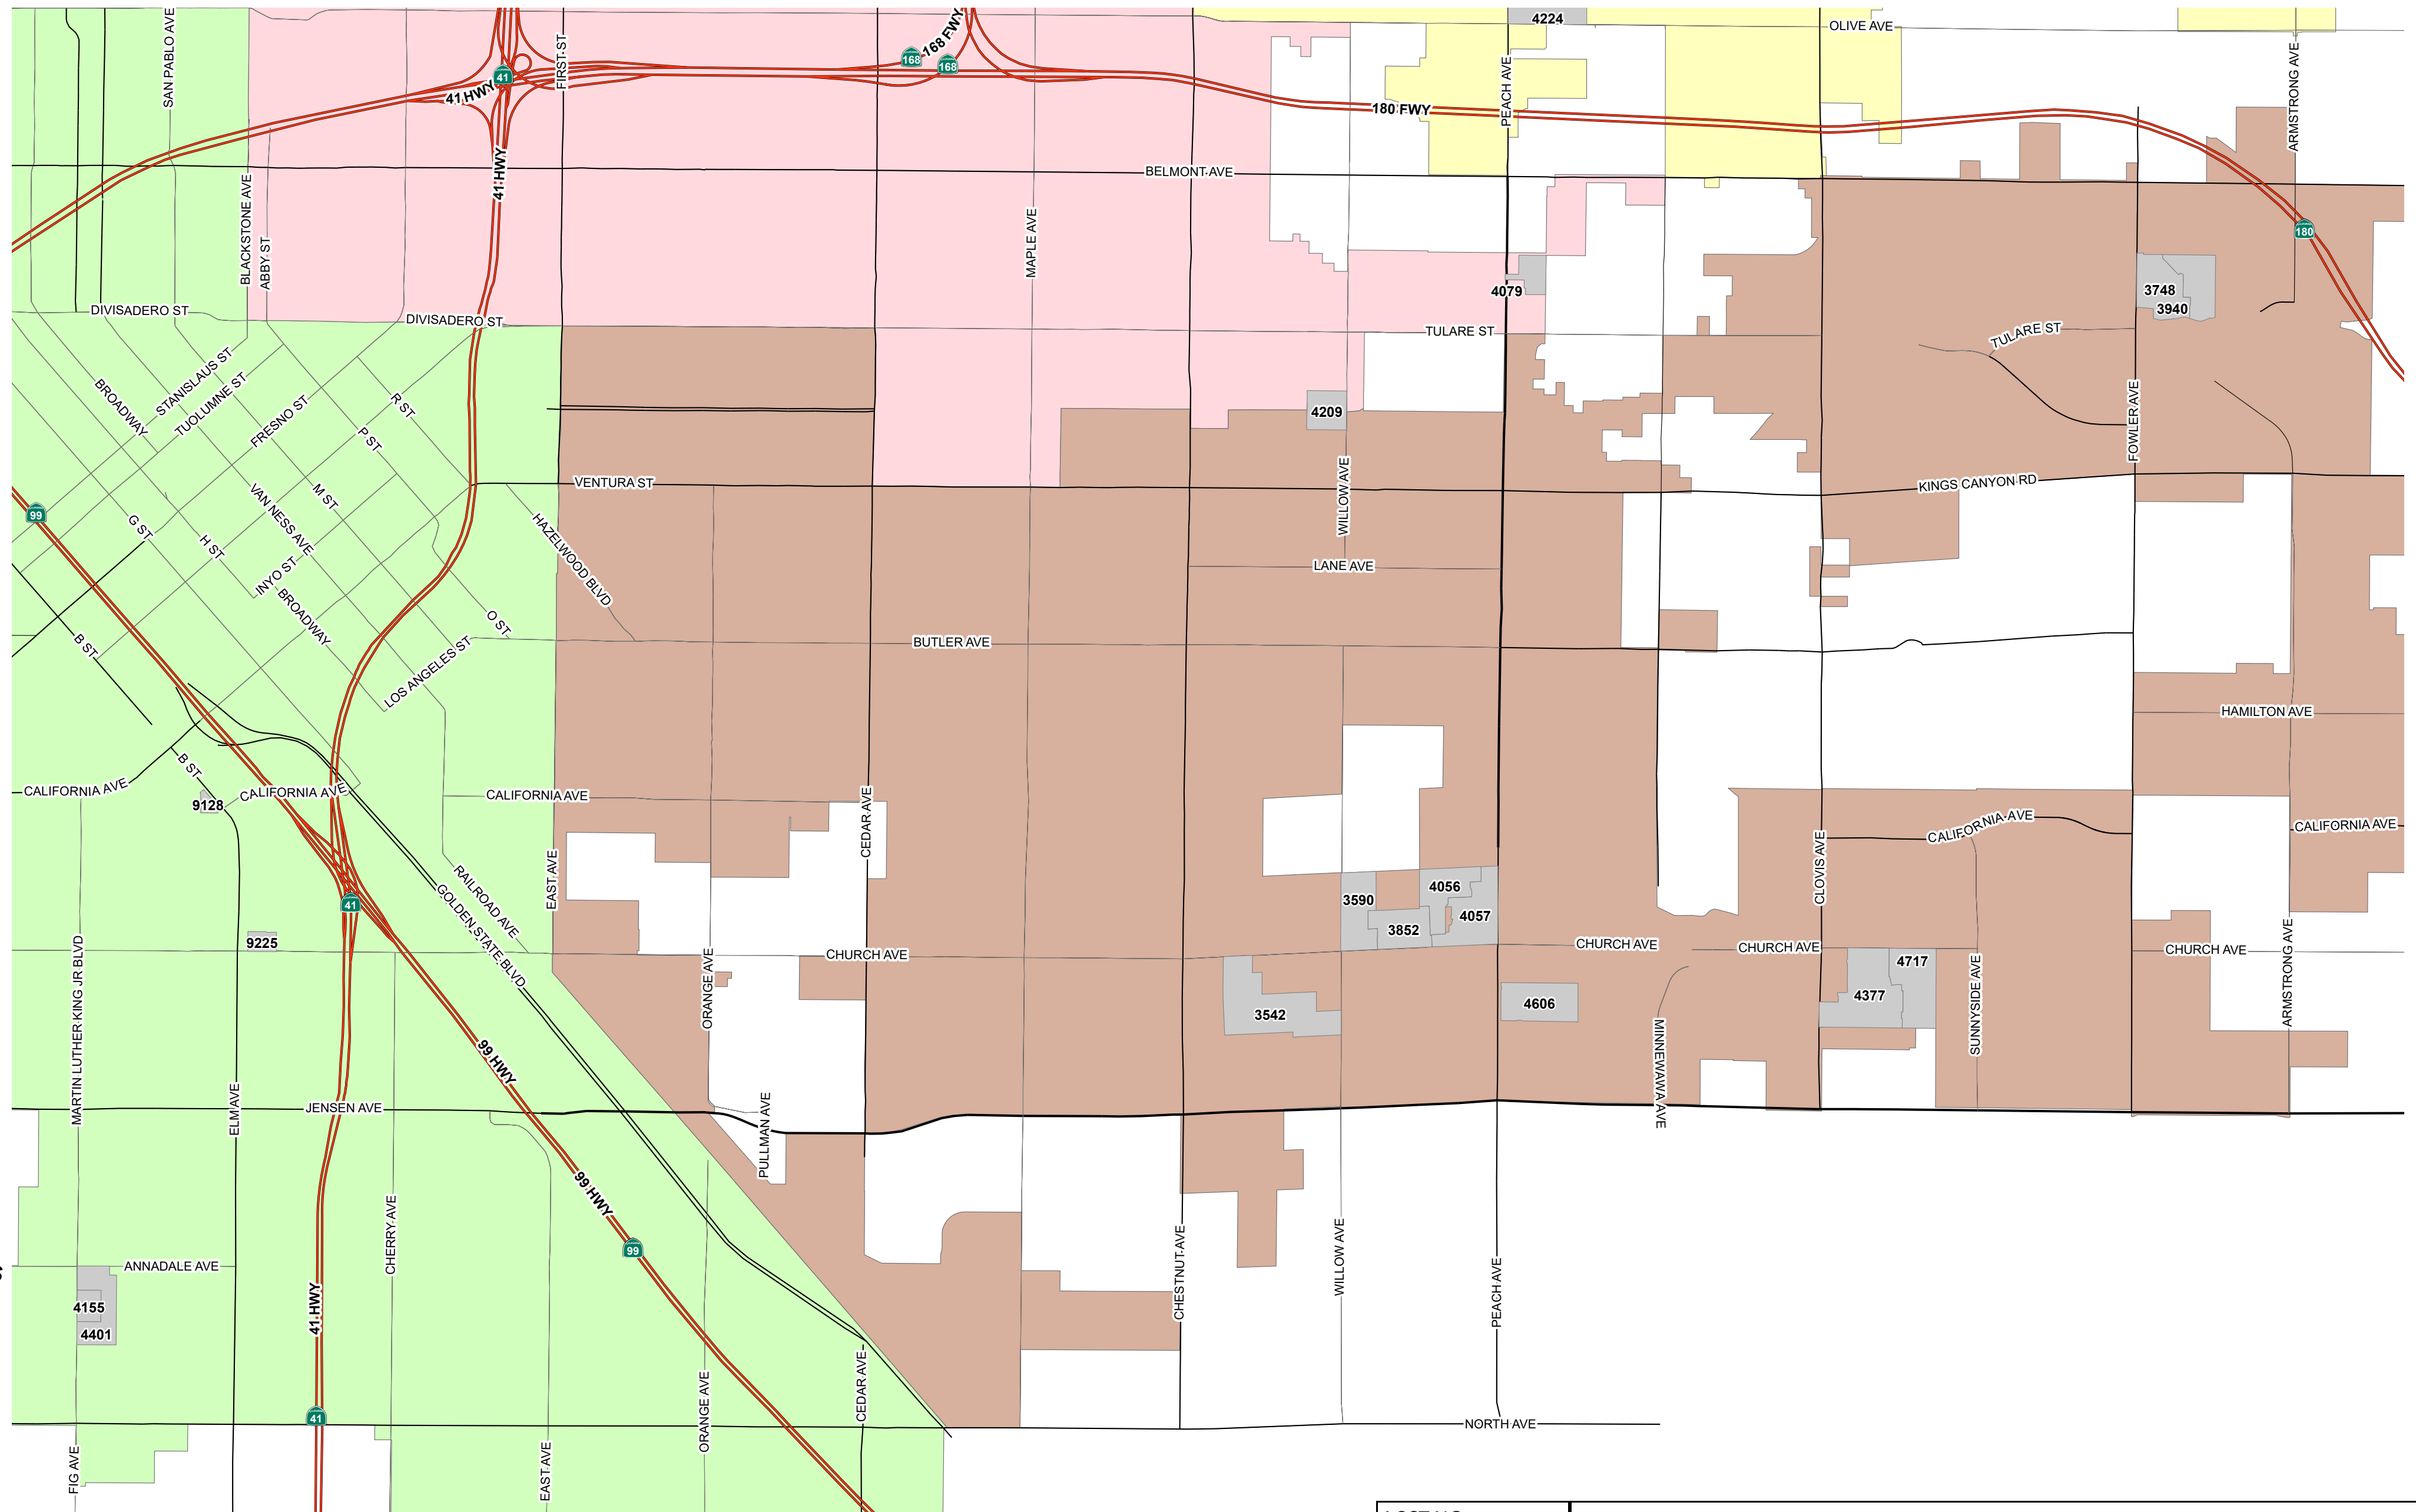 SAN PABLO AVE
FIRST ST
168 FWY
168
168
41
41 HWY
4224
OLIVE AVE
PEACH AVE
180 FWY
ARMSTRONG AVE
41 HWY
BELMONT AVE
BLACKSTONE AVE
ABBY ST
MAPLE AVE
180
4079
3748
3940
DIVISADERO ST
DIVISADERO ST
TULARE ST
TULARE ST
STANISLAUS ST
TUOLUMNE ST
BROADWAY
FRESNO ST
R ST
P ST
4209
FOWLER AVE
VENTURA ST
KINGS CANYON RD
99
G ST
H ST
VAN NESS AVE
M ST
HAZELWOOD BLVD
WILLOW AVE
LANE AVE
INYO ST
BROADWAY
O ST
B ST
LOS ANGELES ST
BUTLER AVE
HAMILTON AVE
B ST
CALIFORNIA AVE
9128
CALIFORNIA AVE
CALIFORNIA AVE
CEDAR AVE
CLOVIS AVE
CALIFORNIA AVE
CALIFORNIA AVE
EAST AVE
41
RAILROAD AVE
GOLDEN STATE BLVD
3590
4056
4057
3852
9225
CHURCH AVE
CHURCH AVE
CHURCH AVE
CHURCH AVE
4717
4377
4606
3542
MARTIN LUTHER KING JR BLVD
ORANGE AVE
SUNNYSIDE AVE
ARMSTRONG AVE
99 HWY
MINNEWAWA AVE
ELM AVE
JENSEN AVE
PULLMAN AVE
99 HWY
CHERRY AVE
99
ANNADALE AVE
4155
4401
41 HWY
CHESTNUT AVE
WILLOW AVE
PEACH AVE
41
CEDAR AVE
ORANGE AVE
NORTH AVE
FIG AVE
EAST AVE